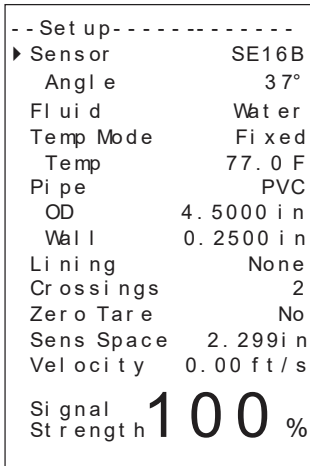 --Setup-------------
Sensor SE16B
Angle 37°
Fluid Water
Temp Mode Fixed
Temp 77.0 F
Pipe PVC
OD 4.5000 in
Wall 0.2500 in
Lining None
Crossings 2
Zero Tare No
Sens Space 2.299in
Velocity 0.00 ft/s
Signal Strength 100 %